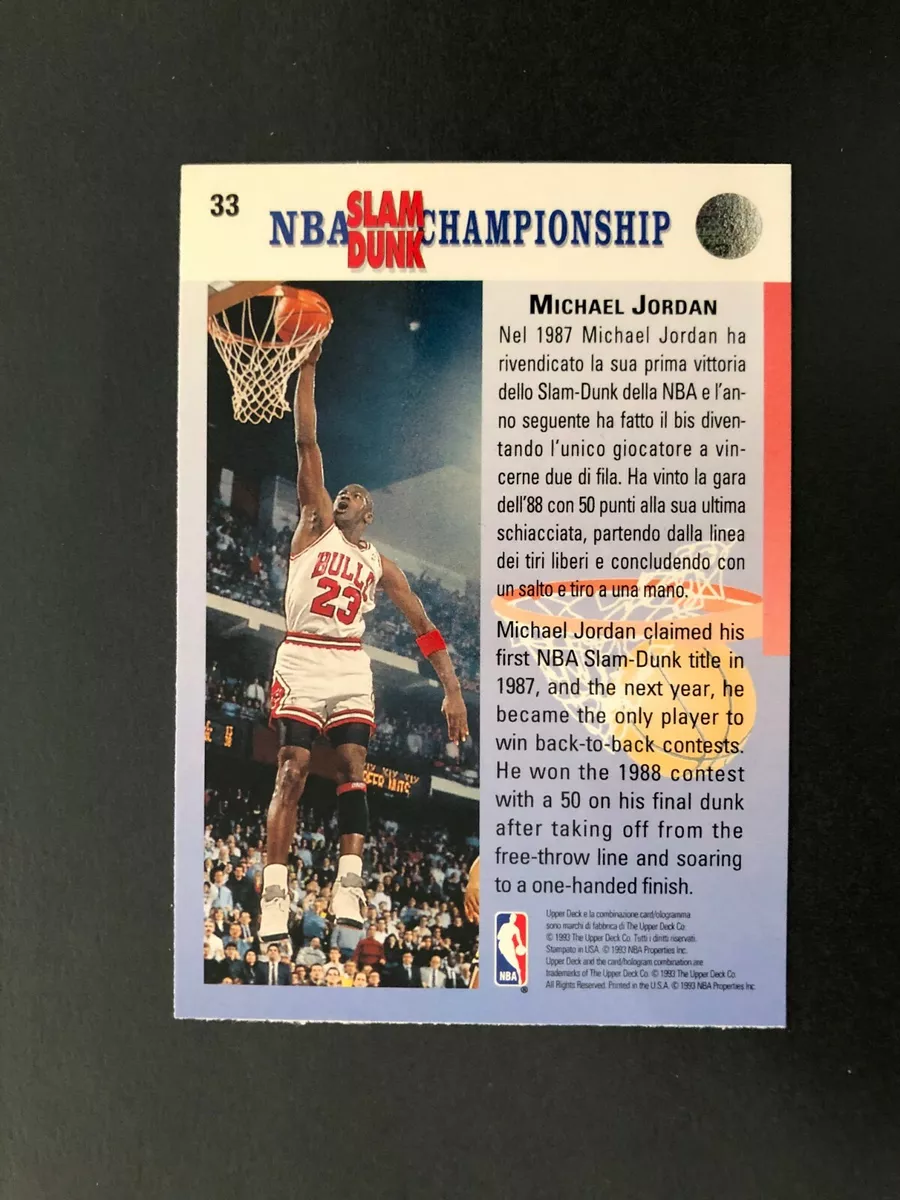 33
NBA SLAM DUNK CHAMPIONSHIP
MICHAEL JORDAN
Nel 1987 Michael Jordan ha
rivendicato la sua prima vittoria
dello Slam-Dunk della NBA e l'an-
no seguente ha fatto il bis diven-
tando l'unico giocatore a vin-
cerne due di fila. Ha vinto la gara
dell'88 con 50 punti alla sua ultima
schiacciata, partendo dalla linea
dei tiri liberi e concludendo con
un salto e tiro a una mano.
Michael Jordan claimed his
first NBA Slam-Dunk title in
1987, and the next year, he
became the only player to
win back-to-back contests.
He won the 1988 contest
with a 50 on his final dunk
after taking off from the
free-throw line and soaring
to a one-handed finish.
BULLS
23
NBA
®
Upper Deck e la combinazione card/ologramma
sono marchi di fabbrica di The Upper Deck Co.
© 1993 The Upper Deck Co. Tutti i diritti riservati.
Stampato in USA. © 1993 NBA Properties Inc.
Upper Deck and the card/hologram combination are
trademarks of The Upper Deck Co. © 1993 The Upper Deck Co.
All Rights Reserved. Printed in the U.S.A. © 1993 NBA Properties Inc.